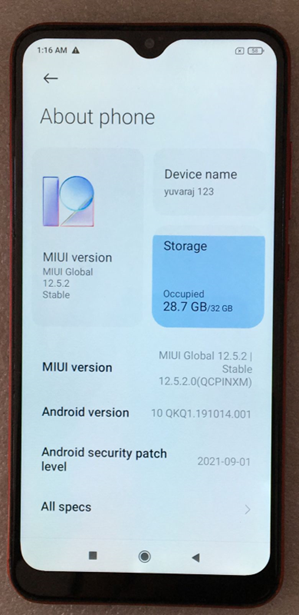 1:16 AM
58
About phone
Device name
yuvaraj 123
MIUI version
MIUI Global
12.5.2
Stable
Storage
Occupied
28.7 GB/32 GB
MIUI version
MIUI Global 12.5.2 |
Stable
12.5.2.0(QCPINXM)
Android version
10 QKQ1.191014.001
Android security patch
level
2021-09-01
All specs